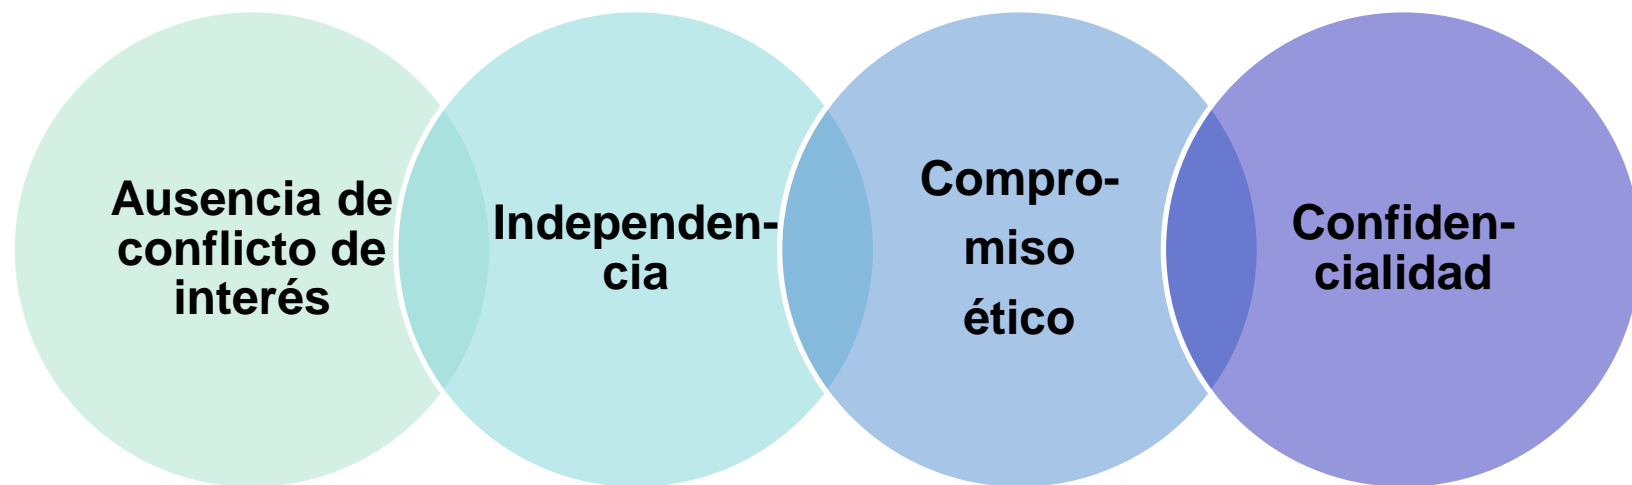 Ausencia de
conflicto de
interés
Independen-
cia
Compro-
miso
ético
Confiden-
cialidad